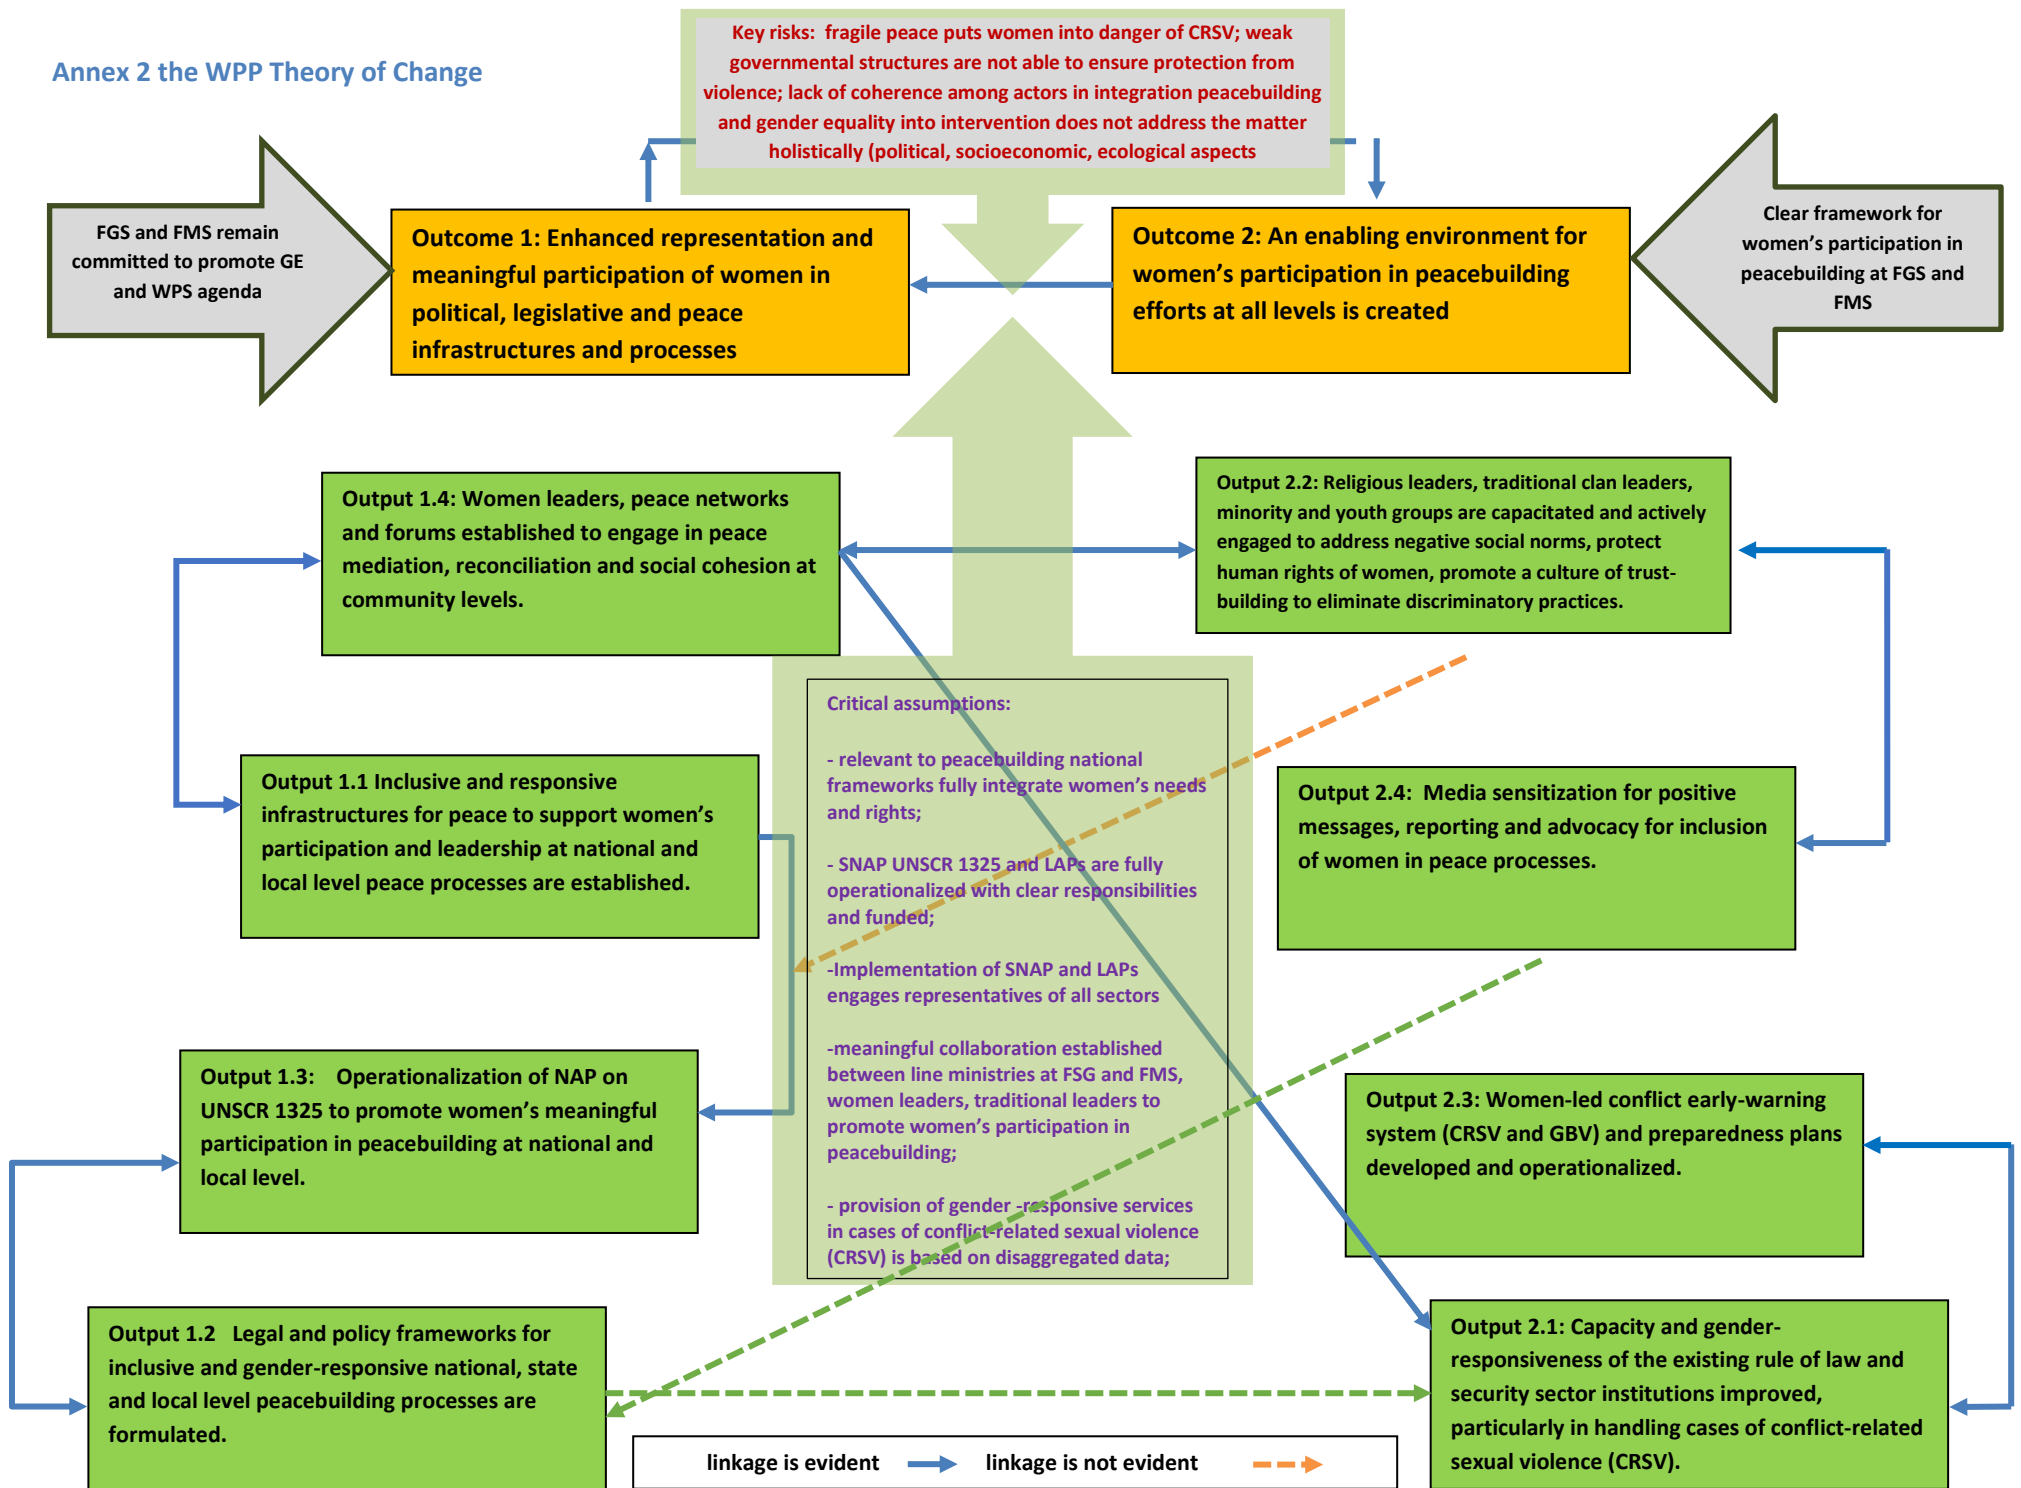 Annex 2 the WPP Theory of Change
Key risks:  fragile peace puts women into danger of CRSV; weak
governmental structures are not able to ensure protection from
violence; lack of coherence among actors in integration peacebuilding
and gender equality into intervention does not address the matter
holistically (political, socioeconomic, ecological aspects
FGS and FMS remain
committed to promote GE
and WPS agenda
Outcome 1: Enhanced representation and
meaningful participation of women in
political, legislative and peace
infrastructures and processes
Outcome 2: An enabling environment for
women’s participation in peacebuilding
efforts at all levels is created
Clear framework for
women’s participation in
peacebuilding at FGS and
FMS
Output 1.4: Women leaders, peace networks
and forums established to engage in peace
mediation, reconciliation and social cohesion at
community levels.
Output 2.2: Religious leaders, traditional clan leaders,
minority and youth groups are capacitated and actively
engaged to address negative social norms, protect
human rights of women, promote a culture of trust-
building to eliminate discriminatory practices.
Critical assumptions:
- relevant to peacebuilding national
frameworks fully integrate women’s needs
and rights;
- SNAP UNSCR 1325 and LAPs are fully
operationalized with clear responsibilities
and funded;
-Implementation of SNAP and LAPs
engages representatives of all sectors
-meaningful collaboration established
between line ministries at FSG and FMS,
women leaders, traditional leaders to
promote women’s participation in
peacebuilding;
- provision of gender -responsive services
in cases of conflict-related sexual violence
(CRSV) is based on disaggregated data;
Output 1.1 Inclusive and responsive
infrastructures for peace to support women’s
participation and leadership at national and
local level peace processes are established.
Output 2.4:  Media sensitization for positive
messages, reporting and advocacy for inclusion
of women in peace processes.
Output 1.3:    Operationalization of NAP on
UNSCR 1325 to promote women’s meaningful
participation in peacebuilding at national and
local level.
Output 2.3: Women-led conflict early-warning
system (CRSV and GBV) and preparedness plans
developed and operationalized.
Output 1.2   Legal and policy frameworks for
inclusive and gender-responsive national, state
and local level peacebuilding processes are
formulated.
Output 2.1: Capacity and gender-
responsiveness of the existing rule of law and
security sector institutions improved,
particularly in handling cases of conflict-related
sexual violence (CRSV).
linkage is evident
linkage is not evident